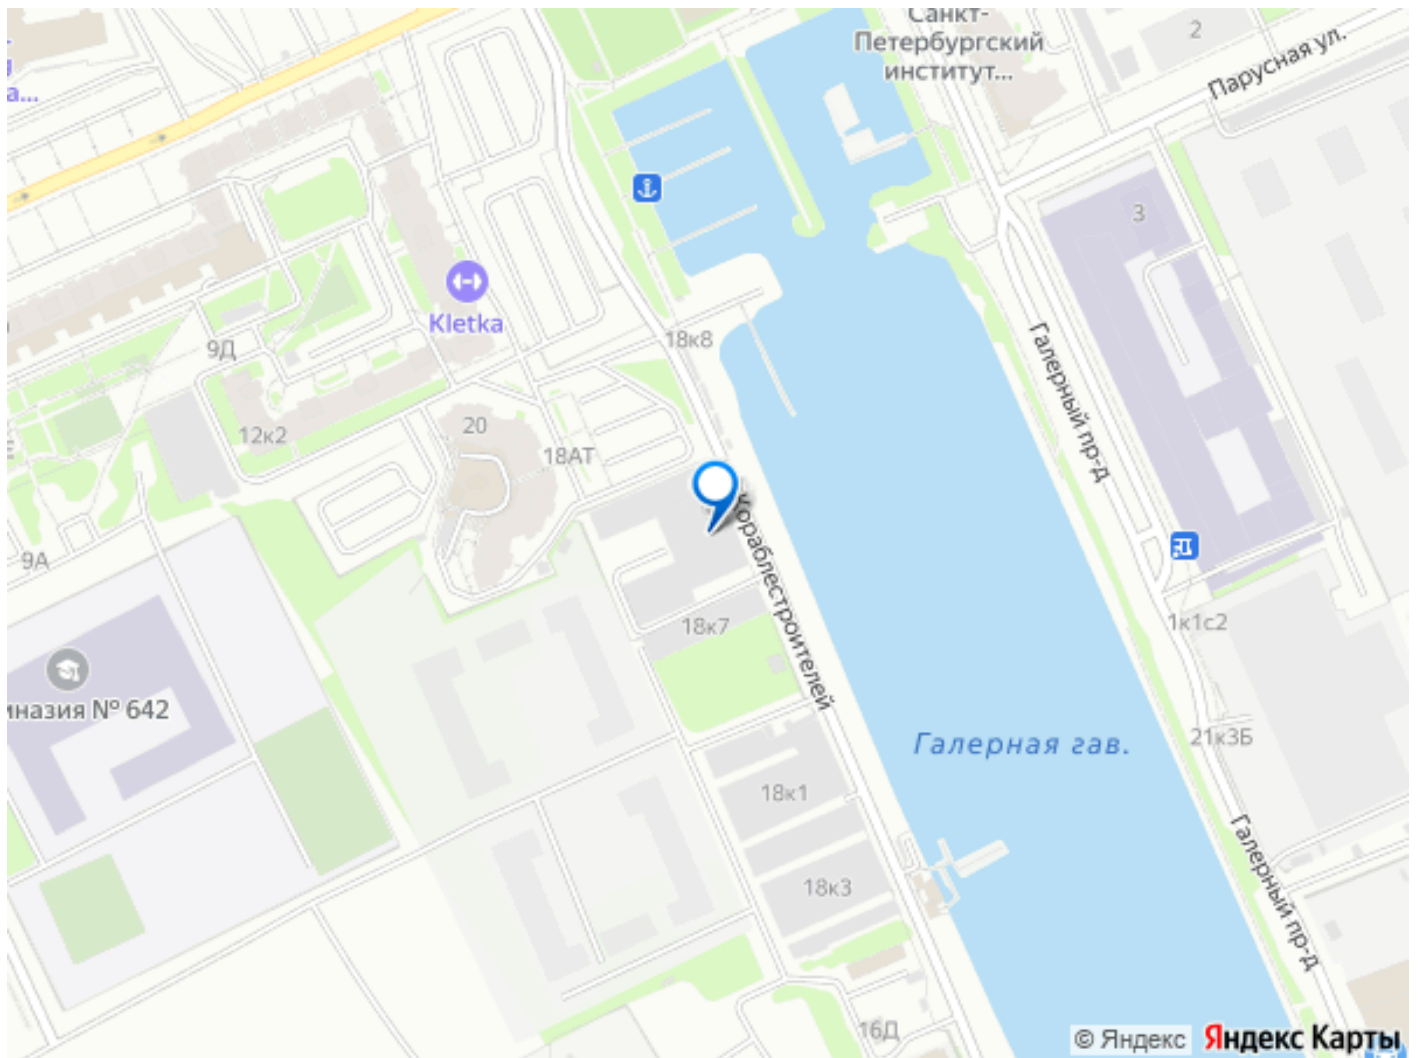 Санкт-
Петербургский
институт...
2
Парусная ул.
а...
3
Kletka
18к8
9Д
Галерный пр-д
20
12к2
18АТ
Кораблестроителей
9А
18к7
1к1с2
иназия № 642
21к3Б
Галерная гав.
18к1
Галерный пр-д
18к3
16Д
© Яндекс
Яндекс Карты